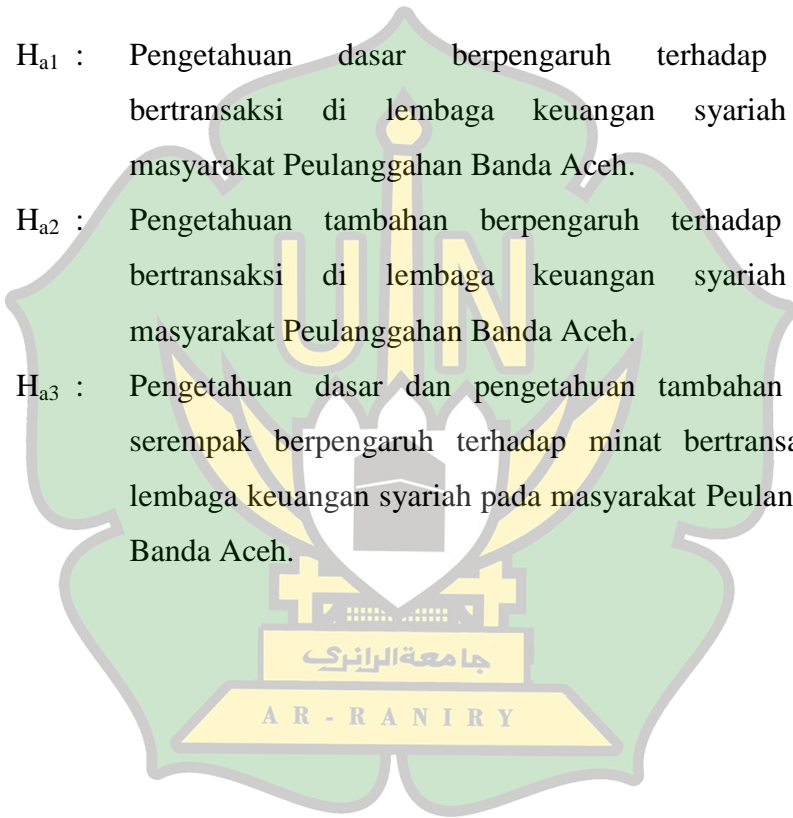 Ha1 : Pengetahuan dasar berpengaruh terhadap
bertransaksi di lembaga keuangan syariah
masyarakat Peulanggahan Banda Aceh.
Ha2 : Pengetahuan tambahan berpengaruh terhadap
bertransaksi di lembaga keuangan syariah
masyarakat Peulanggahan Banda Aceh.
Ha3 : Pengetahuan dasar dan pengetahuan tambahan
serempak berpengaruh terhadap minat
lembaga keuangan syariah pada masyarakat
Banda Aceh.
UIN
جامعة الرانري
AR-RANIRY